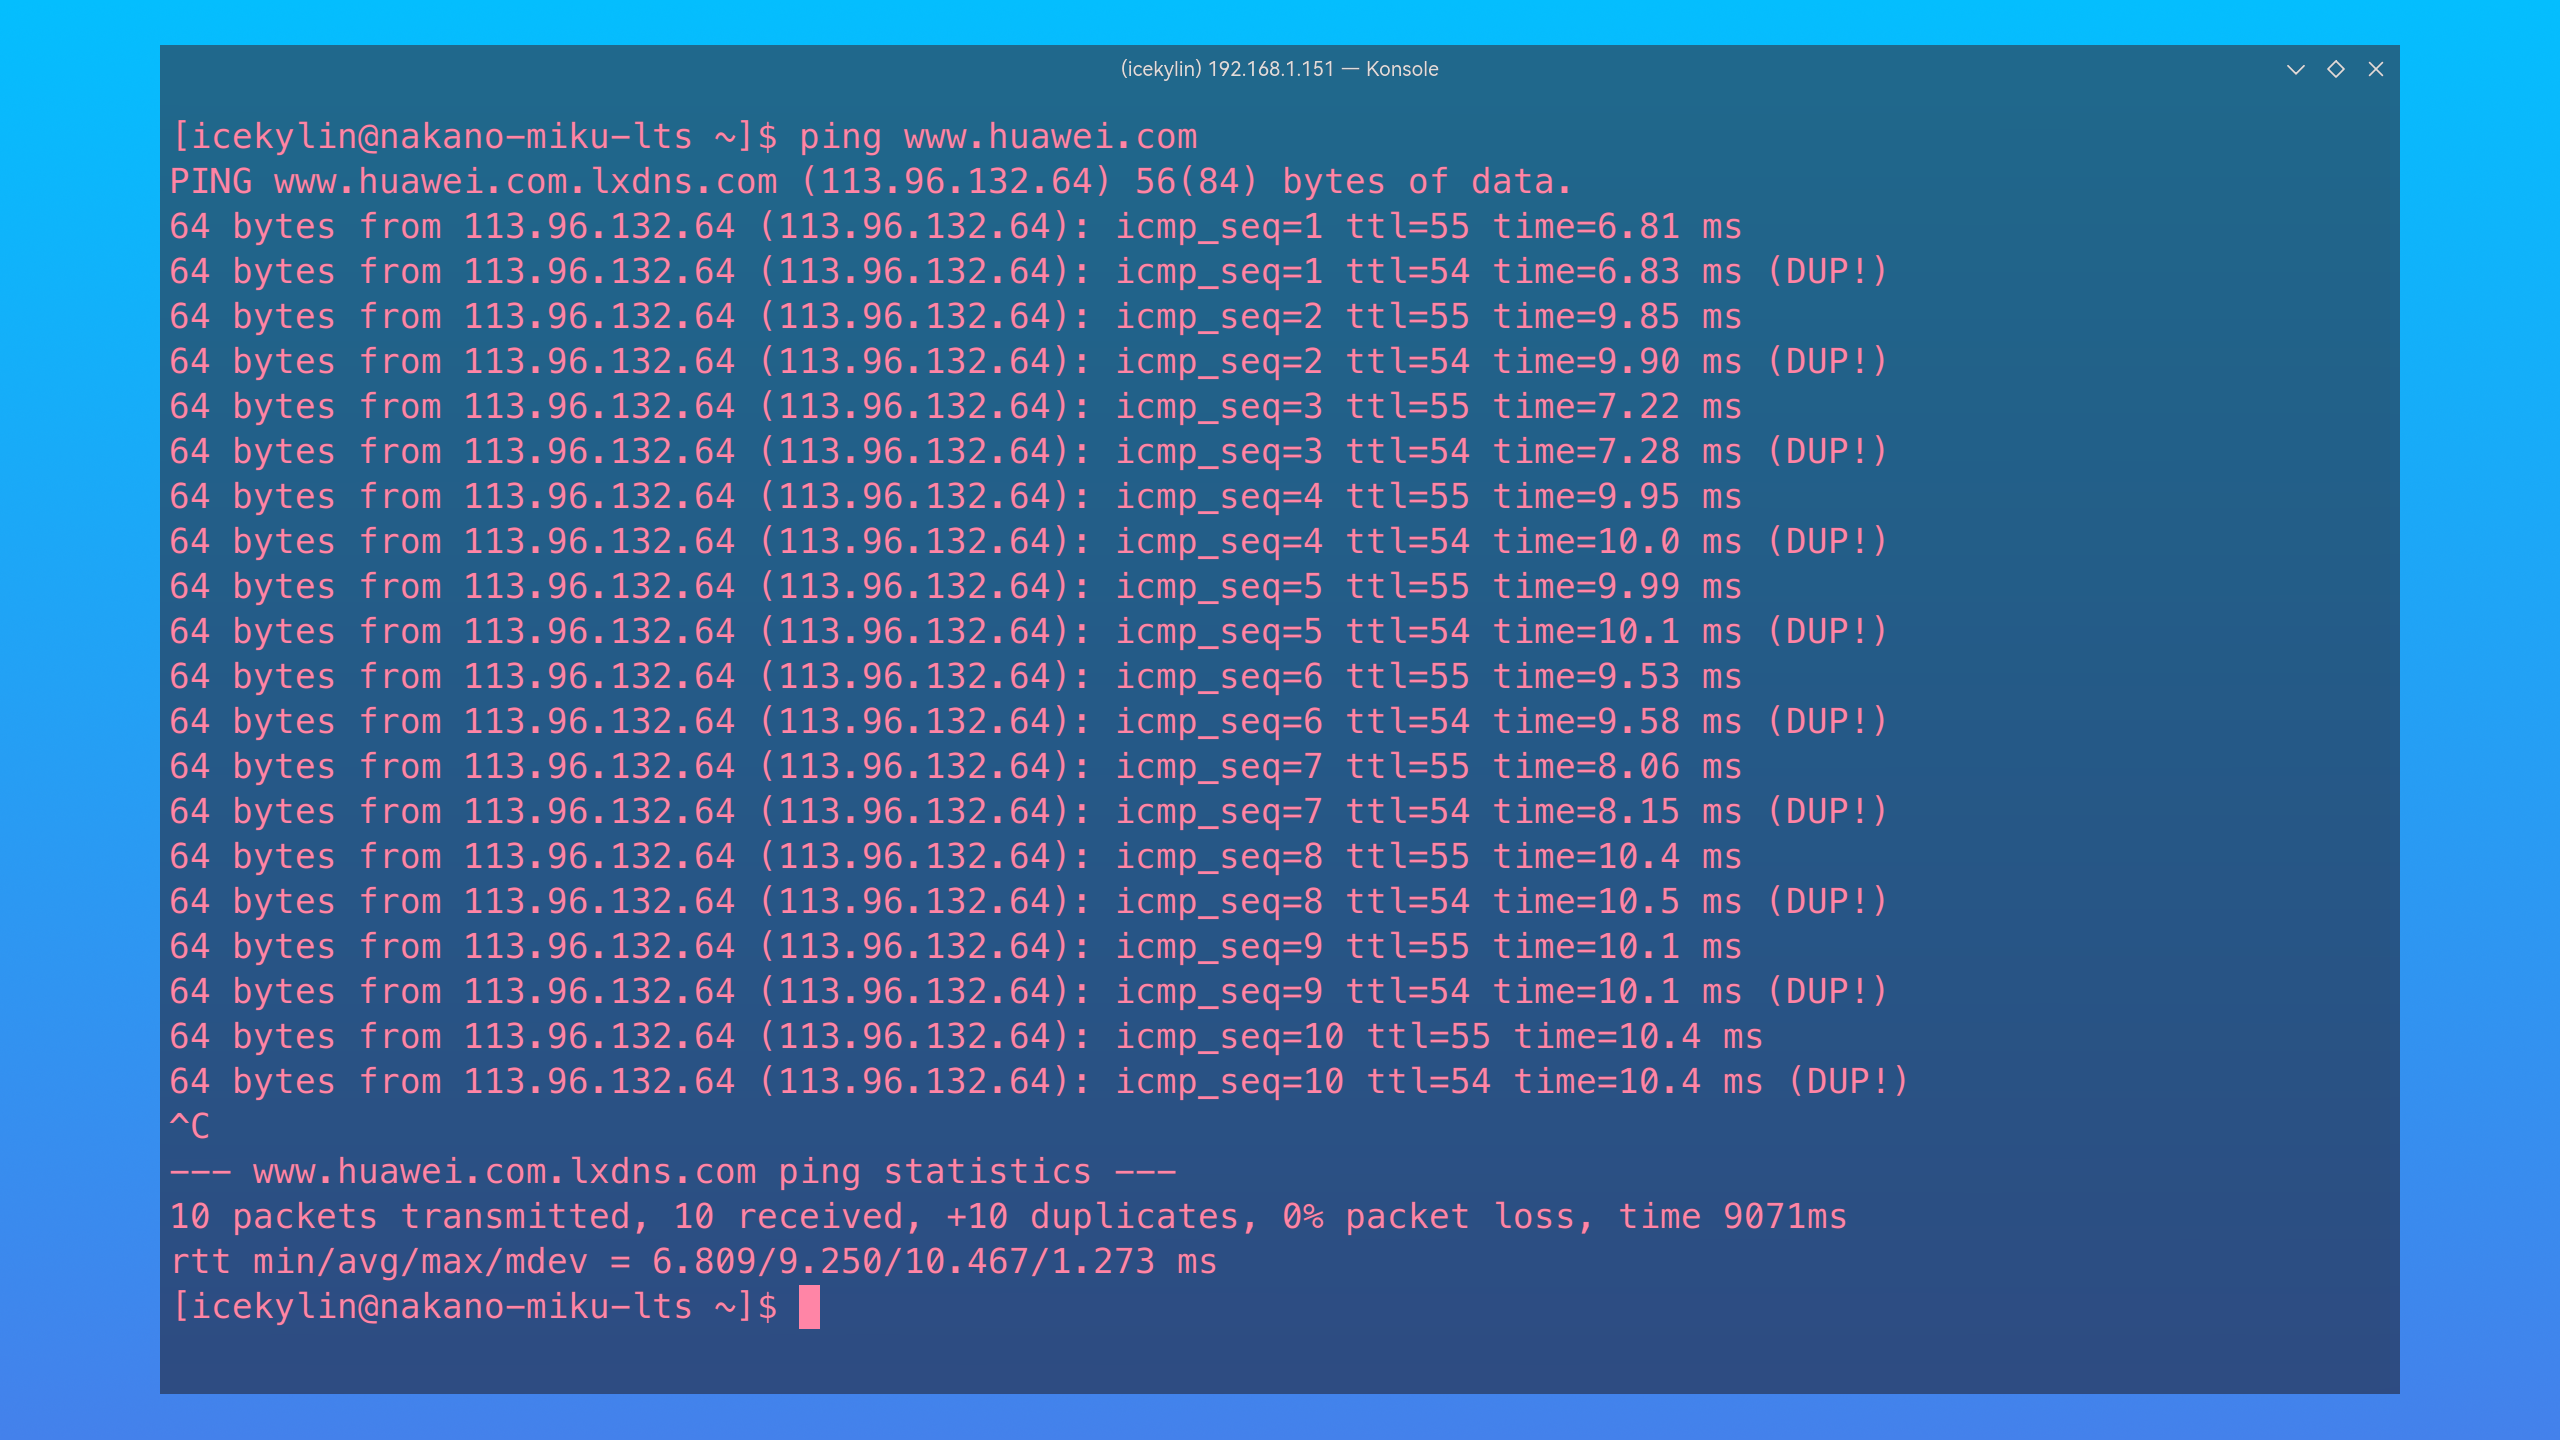 (icekylin) 192.168.1.151 — Konsole
[icekylin@nakano-miku-lts ~]$ ping www.huawei.com
PING www.huawei.com.lxdns.com (113.96.132.64) 56(84) bytes of data.
64 bytes from 113.96.132.64 (113.96.132.64): icmp_seq=1 ttl=55 time=6.81 ms
64 bytes from 113.96.132.64 (113.96.132.64): icmp_seq=1 ttl=54 time=6.83 ms (DUP!)
64 bytes from 113.96.132.64 (113.96.132.64): icmp_seq=2 ttl=55 time=9.85 ms
64 bytes from 113.96.132.64 (113.96.132.64): icmp_seq=2 ttl=54 time=9.90 ms (DUP!)
64 bytes from 113.96.132.64 (113.96.132.64): icmp_seq=3 ttl=55 time=7.22 ms
64 bytes from 113.96.132.64 (113.96.132.64): icmp_seq=3 ttl=54 time=7.28 ms (DUP!)
64 bytes from 113.96.132.64 (113.96.132.64): icmp_seq=4 ttl=55 time=9.95 ms
64 bytes from 113.96.132.64 (113.96.132.64): icmp_seq=4 ttl=54 time=10.0 ms (DUP!)
64 bytes from 113.96.132.64 (113.96.132.64): icmp_seq=5 ttl=55 time=9.99 ms
64 bytes from 113.96.132.64 (113.96.132.64): icmp_seq=5 ttl=54 time=10.1 ms (DUP!)
64 bytes from 113.96.132.64 (113.96.132.64): icmp_seq=6 ttl=55 time=9.53 ms
64 bytes from 113.96.132.64 (113.96.132.64): icmp_seq=6 ttl=54 time=9.58 ms (DUP!)
64 bytes from 113.96.132.64 (113.96.132.64): icmp_seq=7 ttl=55 time=8.06 ms
64 bytes from 113.96.132.64 (113.96.132.64): icmp_seq=7 ttl=54 time=8.15 ms (DUP!)
64 bytes from 113.96.132.64 (113.96.132.64): icmp_seq=8 ttl=55 time=10.4 ms
64 bytes from 113.96.132.64 (113.96.132.64): icmp_seq=8 ttl=54 time=10.5 ms (DUP!)
64 bytes from 113.96.132.64 (113.96.132.64): icmp_seq=9 ttl=55 time=10.1 ms
64 bytes from 113.96.132.64 (113.96.132.64): icmp_seq=9 ttl=54 time=10.1 ms (DUP!)
64 bytes from 113.96.132.64 (113.96.132.64): icmp_seq=10 ttl=55 time=10.4 ms
64 bytes from 113.96.132.64 (113.96.132.64): icmp_seq=10 ttl=54 time=10.4 ms (DUP!)
^C
--- www.huawei.com.lxdns.com ping statistics ---
10 packets transmitted, 10 received, +10 duplicates, 0% packet loss, time 9071ms
rtt min/avg/max/mdev = 6.809/9.250/10.467/1.273 ms
[icekylin@nakano-miku-lts ~]$